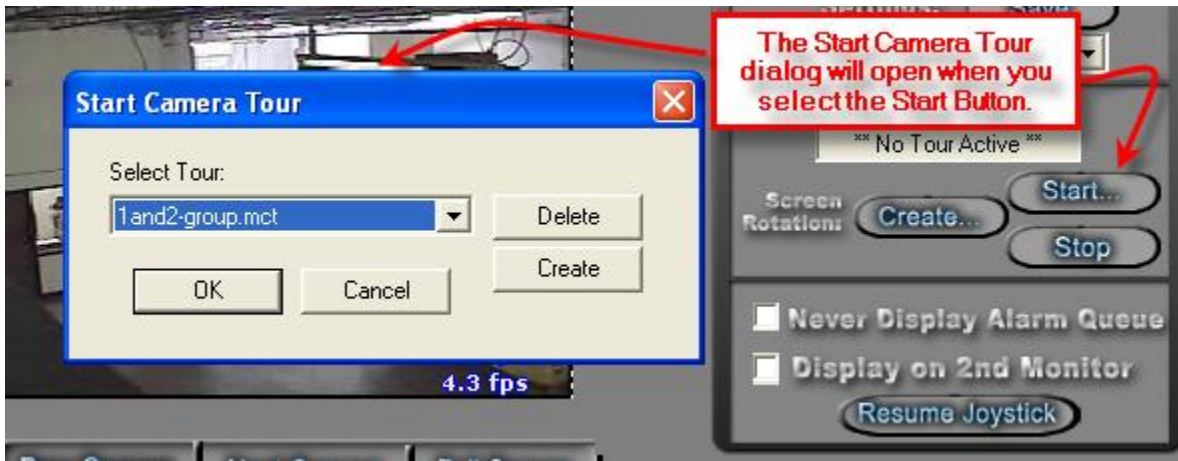 The Start Camera Tour
dialog will open when you
select the Start Button.
Start Camera Tour
Select Tour:
1and2-group.mct
Delete
Create
OK
Cancel
4.3 fps
** No Tour Active **
Screen
Rotation:
Create...
Start...
Stop
Never Display Alarm Queue
Display on 2nd Monitor
Resume Joystick